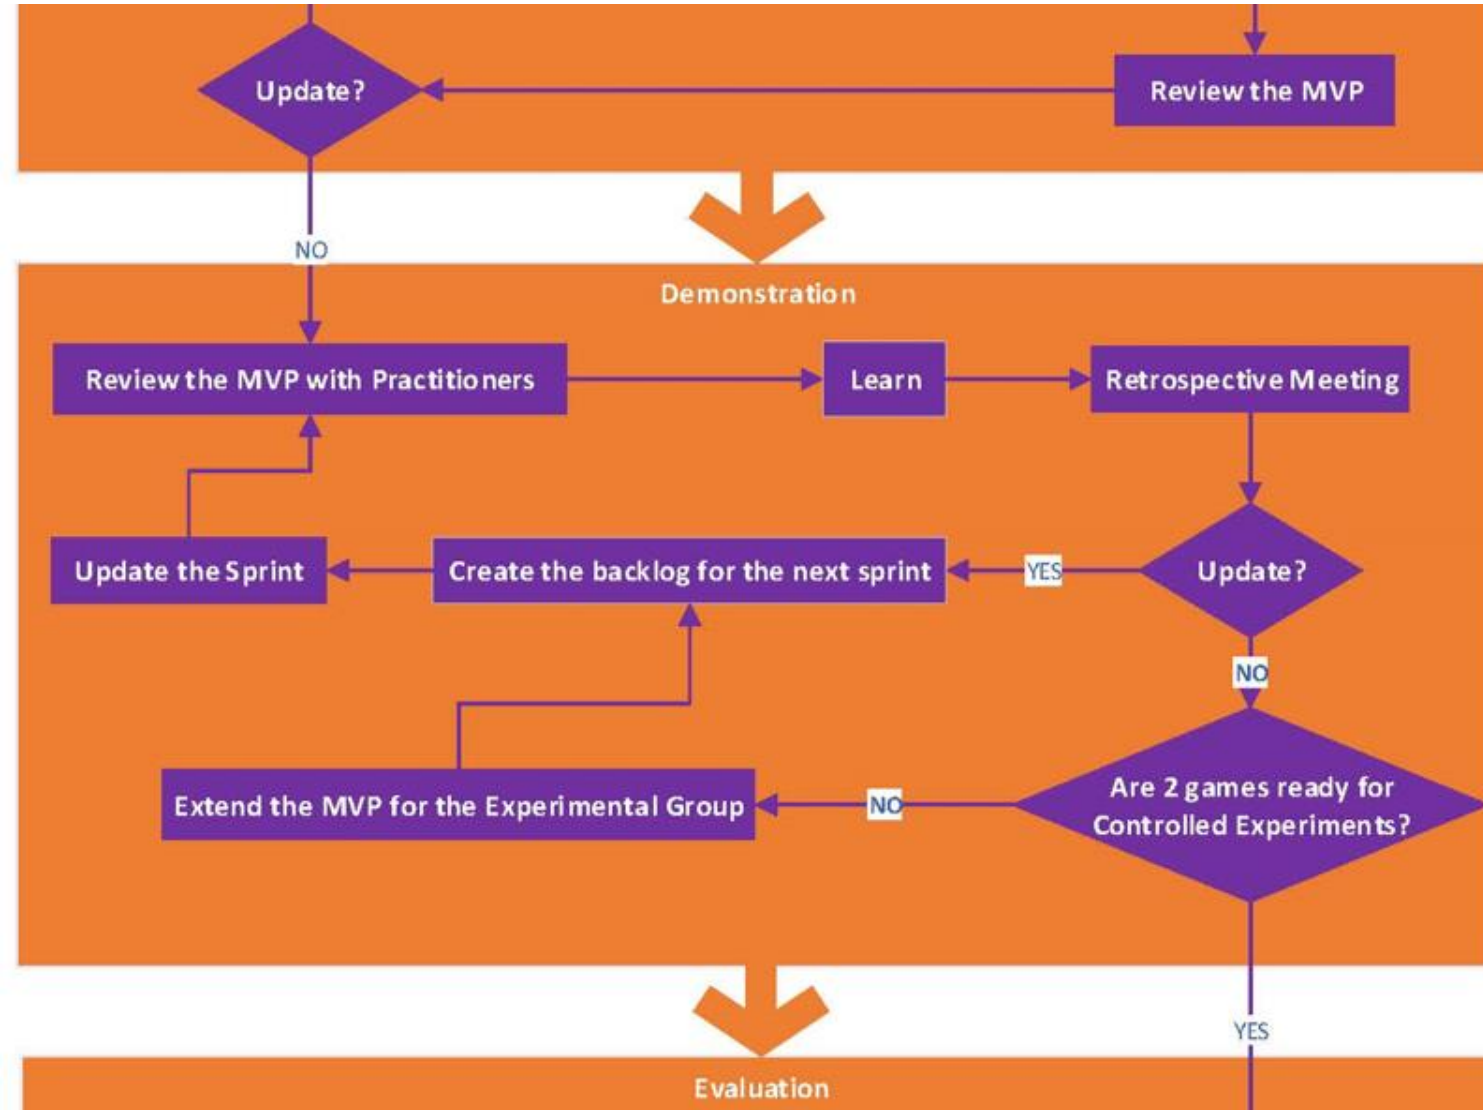 Update?
Review the MVP
NO
Demonstration
Review the MVP with Practitioners
Learn
Retrospective Meeting
Update the Sprint
Create the backlog for the next sprint
YES
Update?
NO
Extend the MVP for the Experimental Group
NO
Are 2 games ready for
Controlled Experiments?
YES
Evaluation